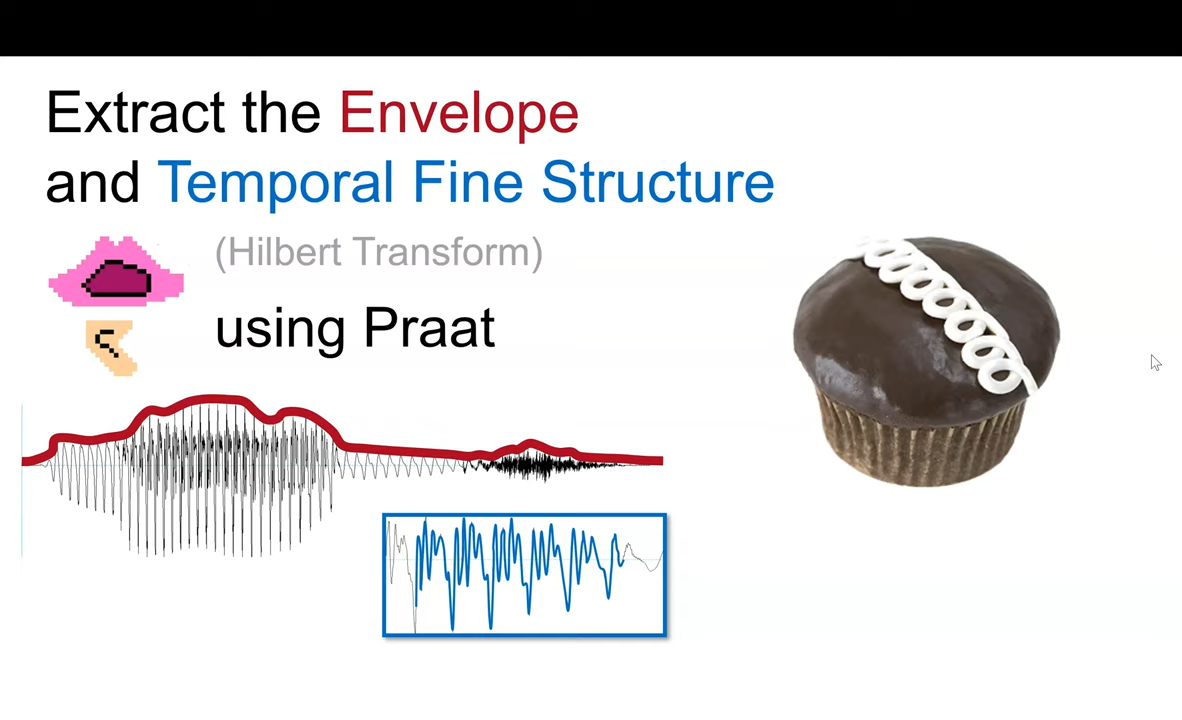 Extract the Envelope
and Temporal Fine Structure
(Hilbert Transform)
using Praat